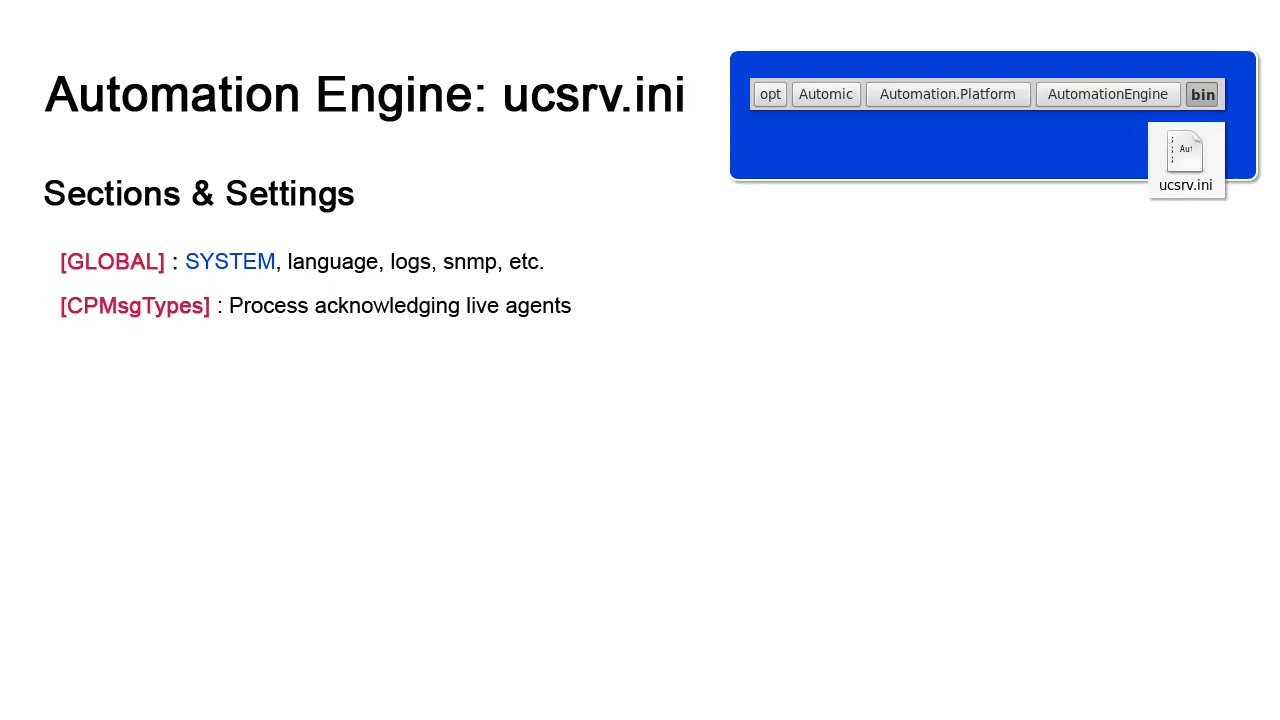 Automation Engine: ucsrv.ini
opt Automic Automation.Platform AutomationEngine bin
Aut
ucsrv.ini
Sections & Settings
[GLOBAL] : SYSTEM, language, logs, snmp, etc.
[CPMsgTypes] : Process acknowledging live agents